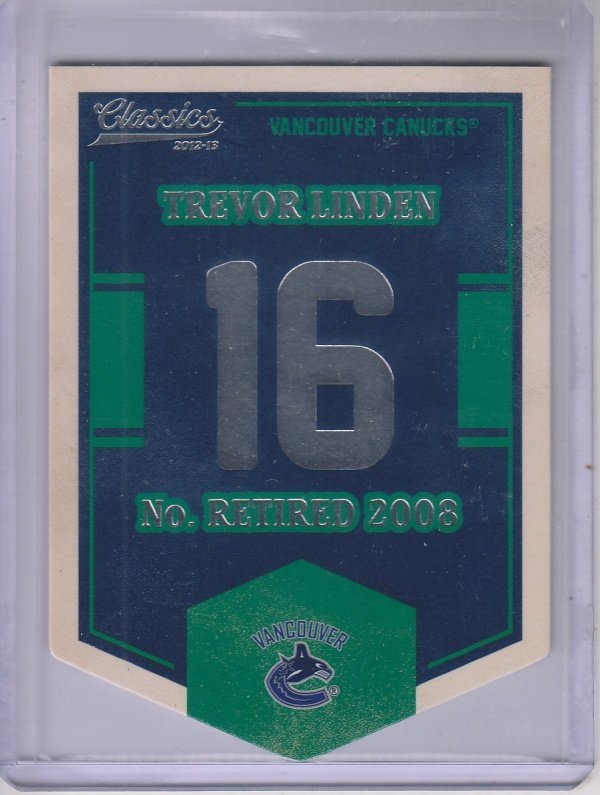 Classics
2012-13
VANCOUVER CANUCKS®
TREVOR LINDEN
16
No. RETIRED 2008
VANCOUVER
®